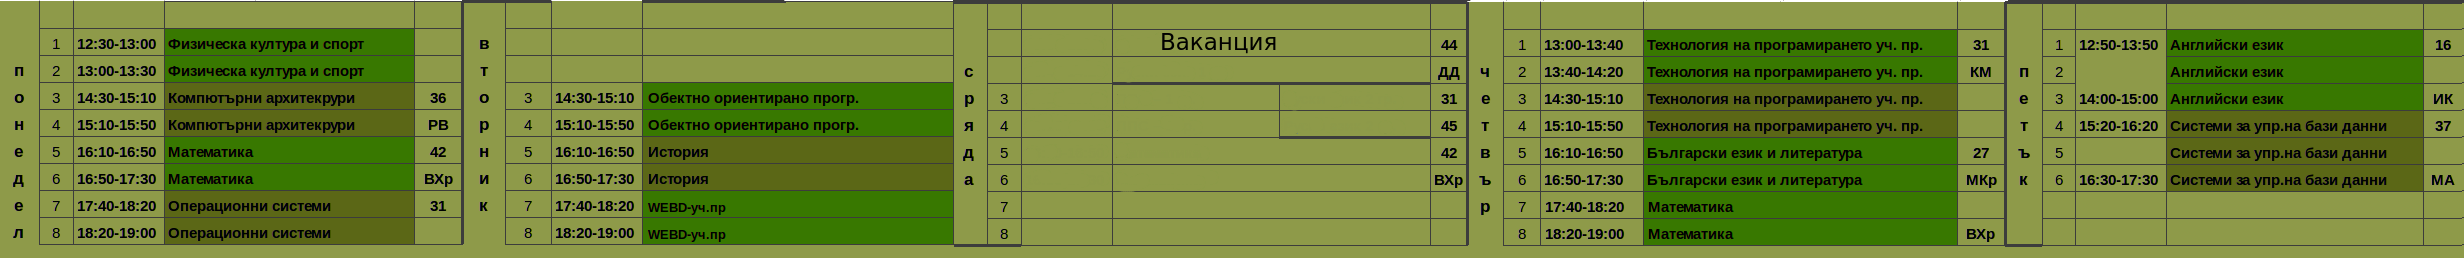 понедел
1 12:30-13:00 Физическа култура и спорт
2 13:00-13:30 Физическа култура и спорт
3 14:30-15:10 Компютърни архитекрури 36
4 15:10-15:50 Компютърни архитекрури РВ
5 16:10-16:50 Математика 42
6 16:50-17:30 Математика ВХр
7 17:40-18:20 Операционни системи 31
8 18:20-19:00 Операционни системи
вторник
3 14:30-15:10 Обектно ориентирано прогр.
4 15:10-15:50 Обектно ориентирано прогр.
5 16:10-16:50 История
6 16:50-17:30 История
7 17:40-18:20 WEBD-уч.пр
8 18:20-19:00 WEBD-уч.пр
сряда
Ваканция 44
ДД
3 31
4 45
5 42
6 ВХр
7
8
четвър
1 13:00-13:40 Технология на програмирането уч. пр. 31
2 13:40-14:20 Технология на програмирането уч. пр. КМ
3 14:30-15:10 Технология на програмирането уч. пр.
4 15:10-15:50 Технология на програмирането уч. пр.
5 16:10-16:50 Български език и литература 27
6 16:50-17:30 Български език и литература МКр
7 17:40-18:20 Математика
8 18:20-19:00 Математика ВХр
петък
1 12:50-13:50 Английски език 16
2 Английски език
3 14:00-15:00 Английски език ИК
4 15:20-16:20 Системи за упр.на бази данни 37
5 Системи за упр.на бази данни
6 16:30-17:30 Системи за упр.на бази данни МА